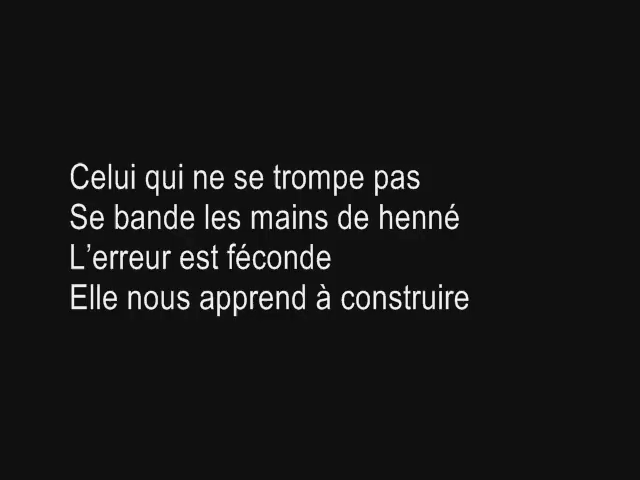 Celui qui ne se trompe pas
Se bande les mains de henné
L’erreur est féconde
Elle nous apprend à construire